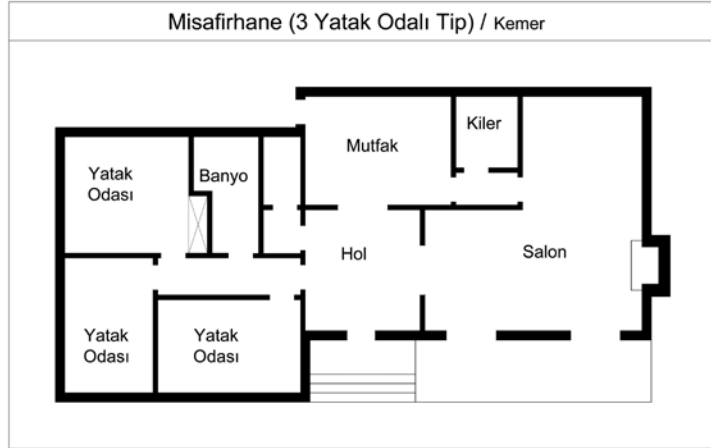 Misafirhane (3 Yatak Odalı Tip) / Kemer
Kiler
Mutfak
Yatak
Odası
Banyo
Hol
Salon
Yatak
Odası
Yatak
Odası